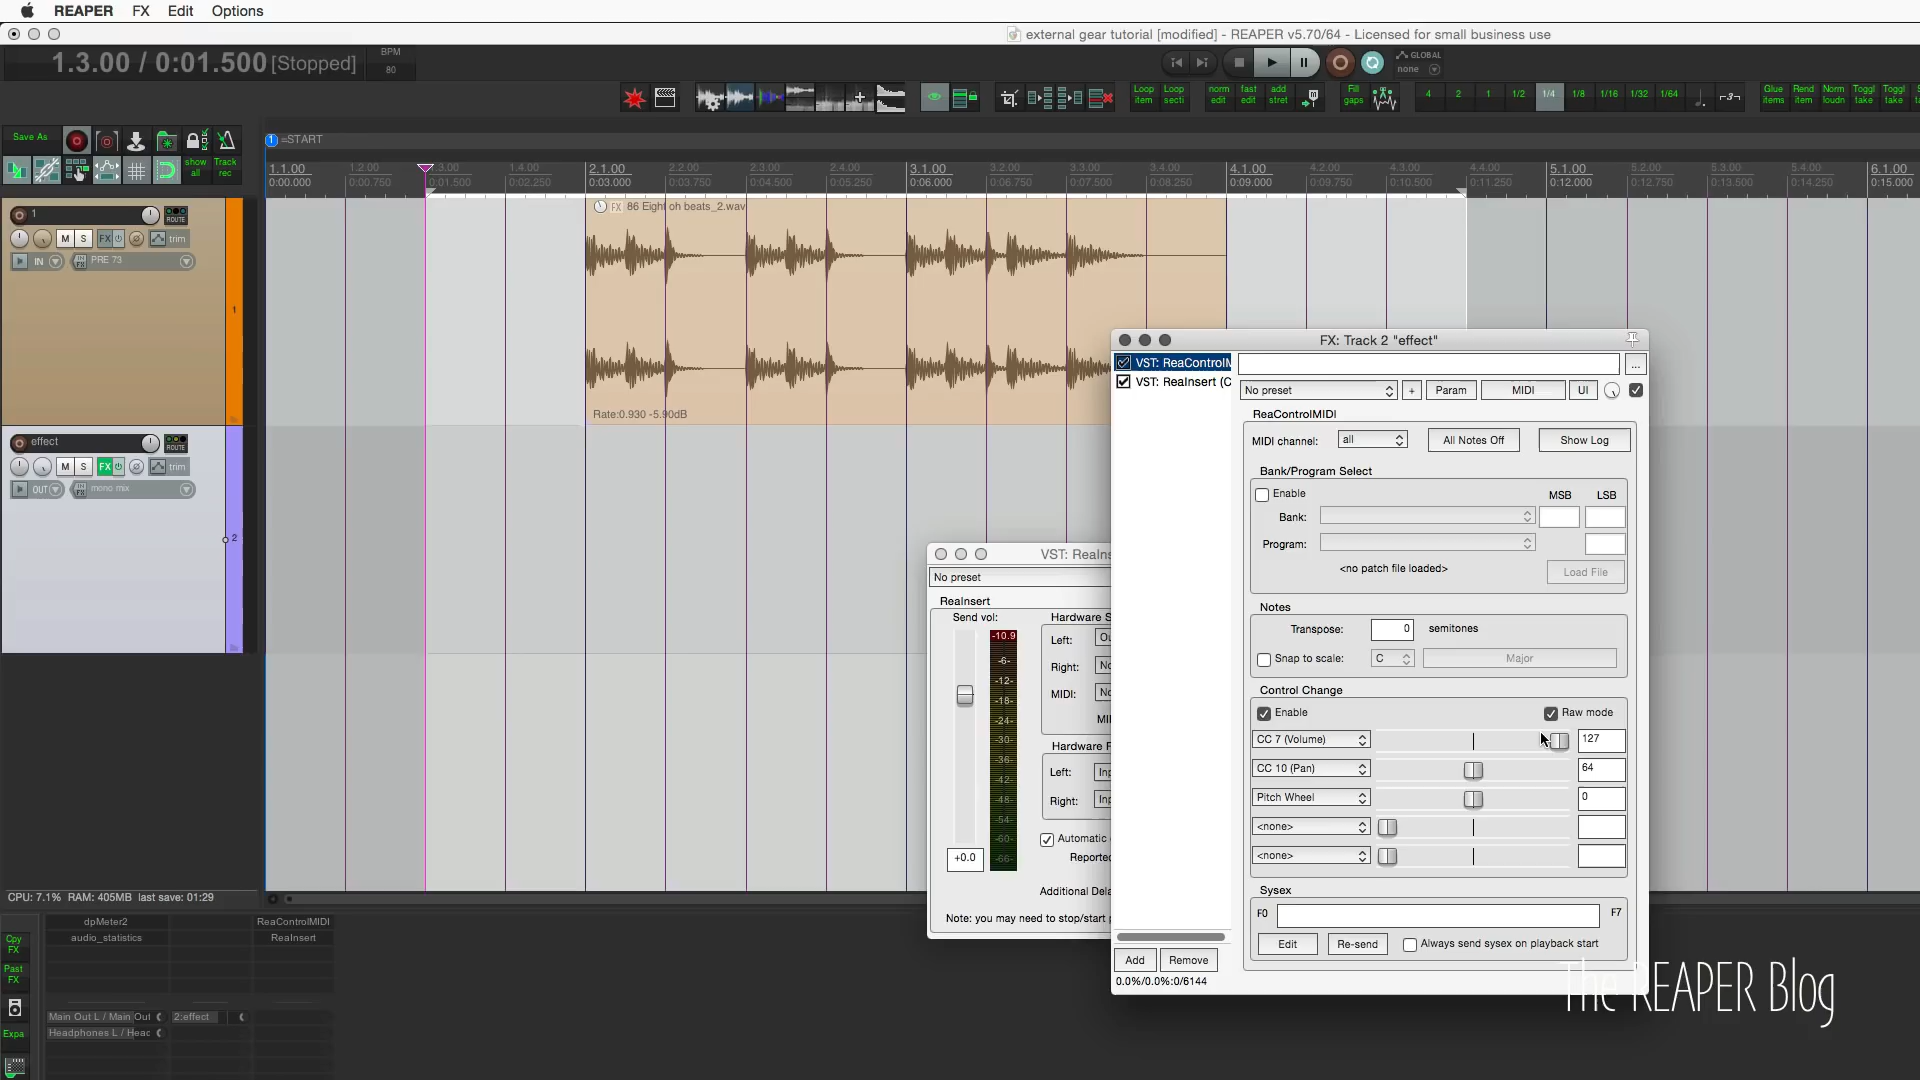 REAPER FX Edit Options
external gear tutorial [modified] - REAPER v5.70/64 - Licensed for small business use
1.3.00 / 0:01.500 [Stopped]
BPM
80
GLOBAL
none
Loop item
Loop secti
norm edit
fast edit
add stret
Fill gaps
4 2 1 1/2 1/4 1/8 1/16 1/32 1/64
Glue items
Rend item
Norm loudn
Toggl take
Toggl take
Save As
show all
Track rec
1 =START
1.1.00 1.2.00 .3.00 1.4.00 2.1.00 2.2.00 2.3.00 2.4.00 3.1.00 3.2.00 3.3.00 3.4.00 4.1.00 4.2.00 4.3.00 4.4.00 5.1.00 5.2.00 5.3.00 5.4.00 6.1.00
0:00.000 0:00.750 0:01.500 0:02.250 0:03.000 0:03.750 0:04.500 0:05.250 0:06.000 0:06.750 0:07.500 0:08.250 0:09.000 0:09.750 0:10.500 0:11.250 0:12.000 0:12.750 0:13.500 0:14.250 0:15.000
1
ROUTE
M S FX trim
IN IN FX PRE 73
1
FX 86 Eight oh beats_2.wav
Rate:0.930 -5.90dB
effect
ROUTE
M S FX trim
OUT IN FX mono mix
2
CPU: 7.1% RAM: 405MB last save: 01:29
VST: ReaIns
No preset
ReaInsert
Send vol:
-10.9
-6-
-12-
-18-
-24-
-30-
-36-
-42-
-48-
-54-
-60-
-66-
+0.0
Hardware S
Left: Ou
Right: No
MIDI: No
MI
Hardware F
Left: Inp
Right: Inp
Automatic
Reported
Additional Dela
Note: you may need to stop/start p
FX: Track 2 "effect"
VST: ReaControlM
VST: ReaInsert (C
...
No preset
+
Param
MIDI
UI
ReaControlMIDI
MIDI channel: all
All Notes Off
Show Log
Bank/Program Select
Enable
MSB LSB
Bank:
Program:
<no patch file loaded>
Load File
Notes
Transpose: 0 semitones
Snap to scale: C Major
Control Change
Enable
Raw mode
CC 7 (Volume) 127
CC 10 (Pan) 64
Pitch Wheel 0
<none>
<none>
Sysex
F0 F7
Edit
Re-send
Always send sysex on playback start
Add
Remove
0.0%/0.0%:0/6144
Cpy FX
Past FX
Expa
dpMeter2
audio_statistics
ReaControlMIDI
ReaInsert
Main Out L / Main Out
Headphones L / Heac
2:effect
The REAPER Blog